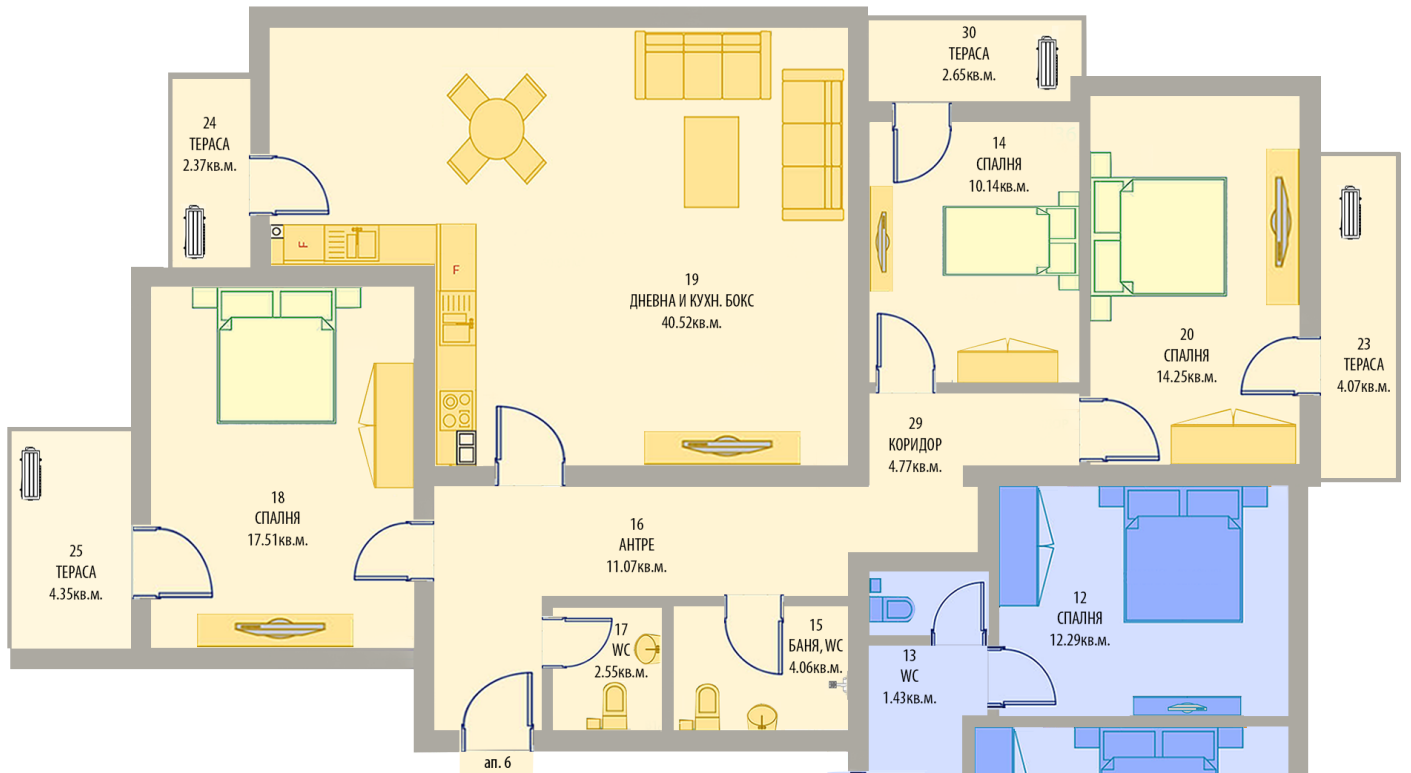 30
ТЕРАСА
2.65кв.м.
24
ТЕРАСА
2.37кв.м.
14
СПАЛНЯ
10.14кв.м.
F
F
19
ДНЕВНА И КУХН. БОКС
40.52кв.м.
20
СПАЛНЯ
14.25кв.м.
23
ТЕРАСА
4.07кв.м.
29
КОРИДОР
4.77кв.м.
18
СПАЛНЯ
17.51кв.м.
16
АНТРЕ
11.07кв.м.
25
ТЕРАСА
4.35кв.м.
12
СПАЛНЯ
12.29кв.м.
17
WC
2.55кв.м.
15
БАНЯ, WC
4.06кв.м.
13
WC
1.43кв.м.
ап. 6